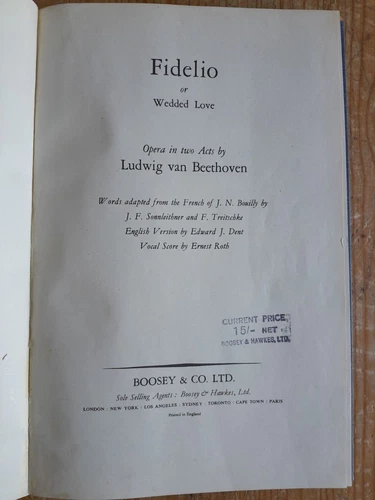 Fidelio
or
Wedded Love
Opera in two Acts by
Ludwig van Beethoven
Words adapted from the French of J. N. Bouilly by
J. F. Sonnleithner and F. Treitschke
English Version by Edward J. Dent
Vocal Score by Ernest Roth
CURRENT PRICE,
15/- NET
BOOSEY & HAWKES, LTD.
BOOSEY & CO. LTD.
Sole Selling Agents: Boosey & Hawkes, Ltd.
LONDON · NEW YORK · LOS ANGELES · SYDNEY · TORONTO · CAPE TOWN · PARIS
Printed in England